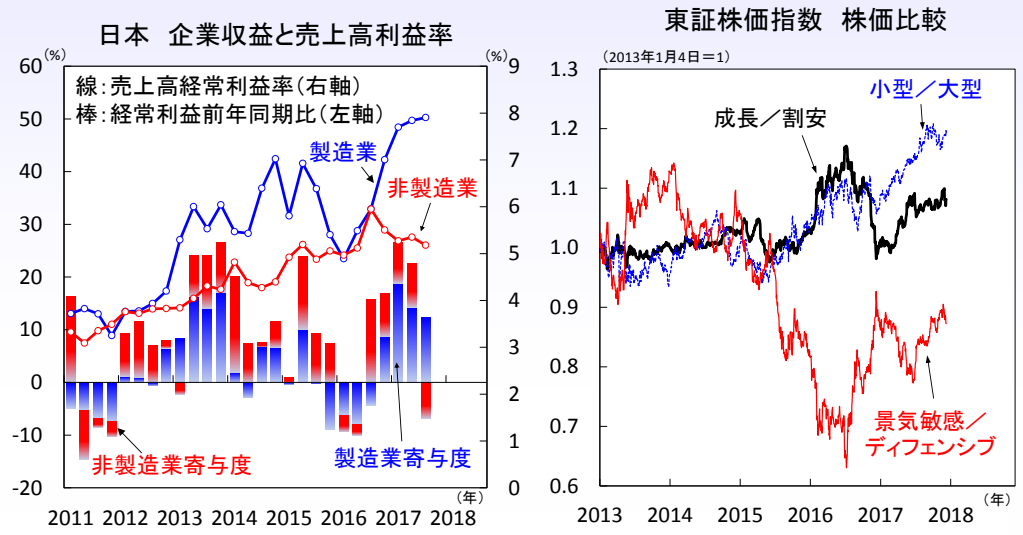 日本　企業収益と売上高利益率
(%)
(%)
60
50
40
30
20
10
0
-10
-20
9
8
7
6
5
4
3
2
1
0
線：売上高経常利益率（右軸）
棒：経常利益前年同期比（左軸）
製造業
非製造業
非製造業寄与度
製造業寄与度
（年）
2011 2012 2013 2014 2015 2016 2017 2018
東証株価指数　株価比較
（2013年1月4日＝1）
1.3
1.2
1.1
1.0
0.9
0.8
0.7
0.6
小型／大型
成長／割安
景気敏感／
ディフェンシブ
（年）
2013 2014 2015 2016 2017 2018